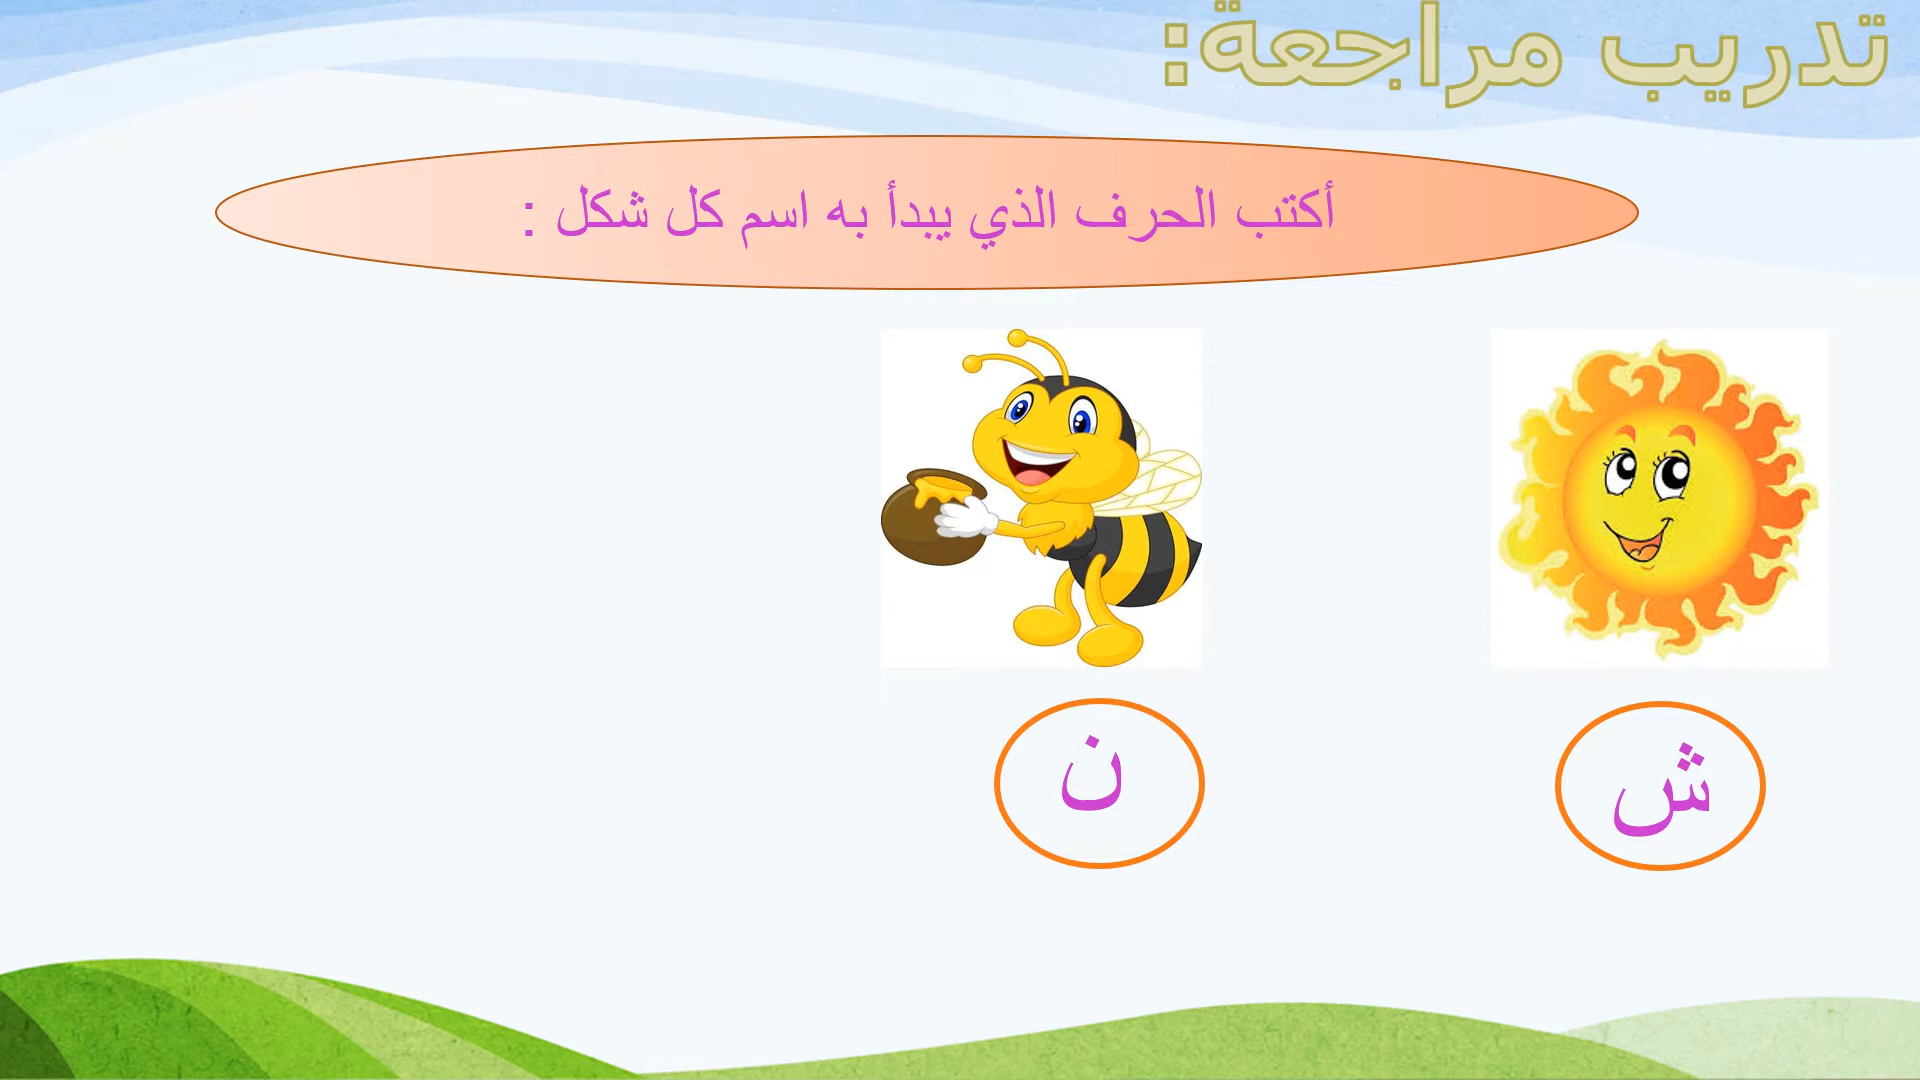 تدريب مراجعة:
أكتب الحرف الذي يبدأ به اسم كل شكل :
ش
ن